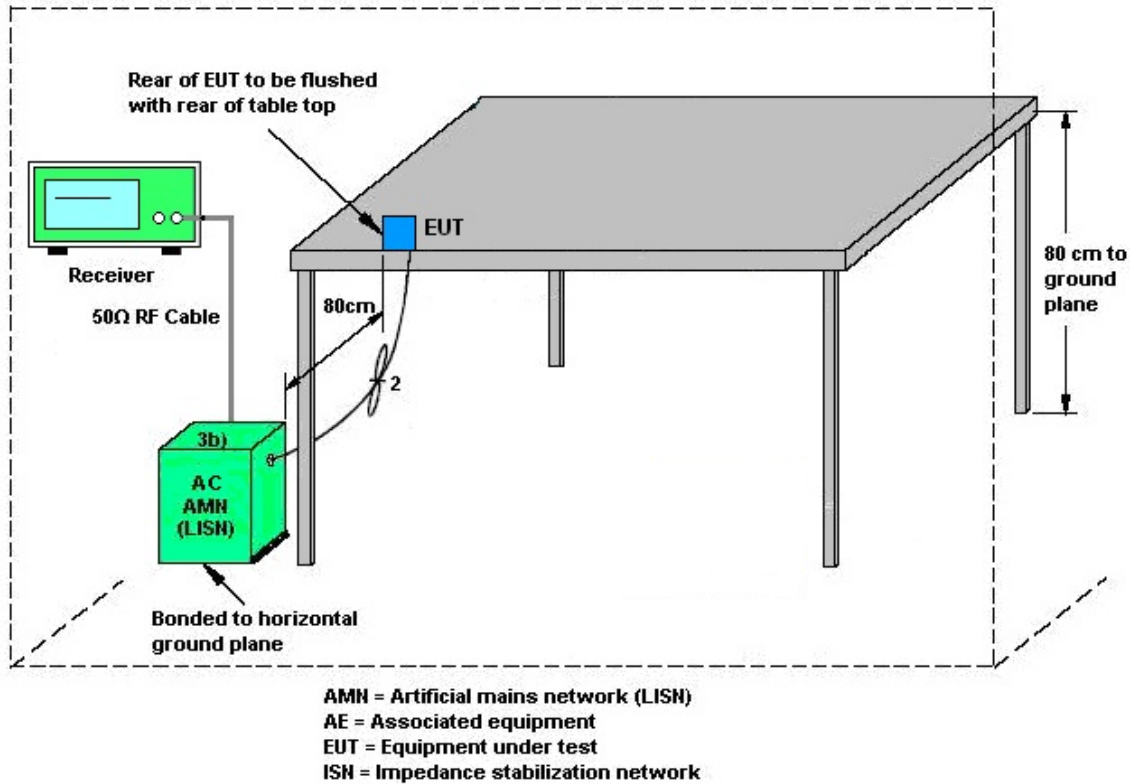 Rear of EUT to be flushed
with rear of table top
EUT
Receiver
80 cm to
ground
plane
80cm
50Ω RF Cable
2
3b)
AC
AMN
(LISN)
Bonded to horizontal
ground plane
AMN = Artificial mains network (LISN)
AE = Associated equipment
EUT = Equipment under test
ISN = Impedance stabilization network